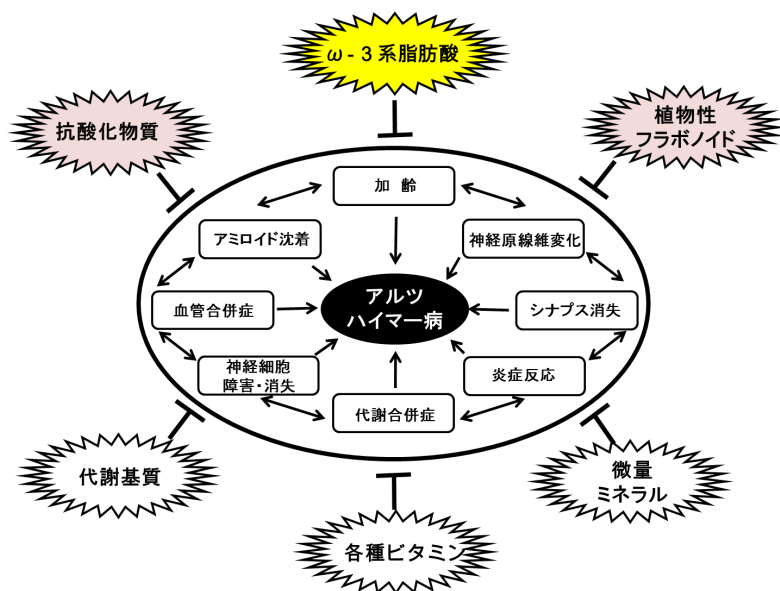 ω-3系脂肪酸
抗酸化物質
植物性
フラボノイド
加 齢
アミロイド沈着
神経原線維変化
アルツ
ハイマー病
血管合併症
シナプス消失
神経細胞
障害・消失
炎症反応
代謝合併症
代謝基質
微量
ミネラル
各種ビタミン